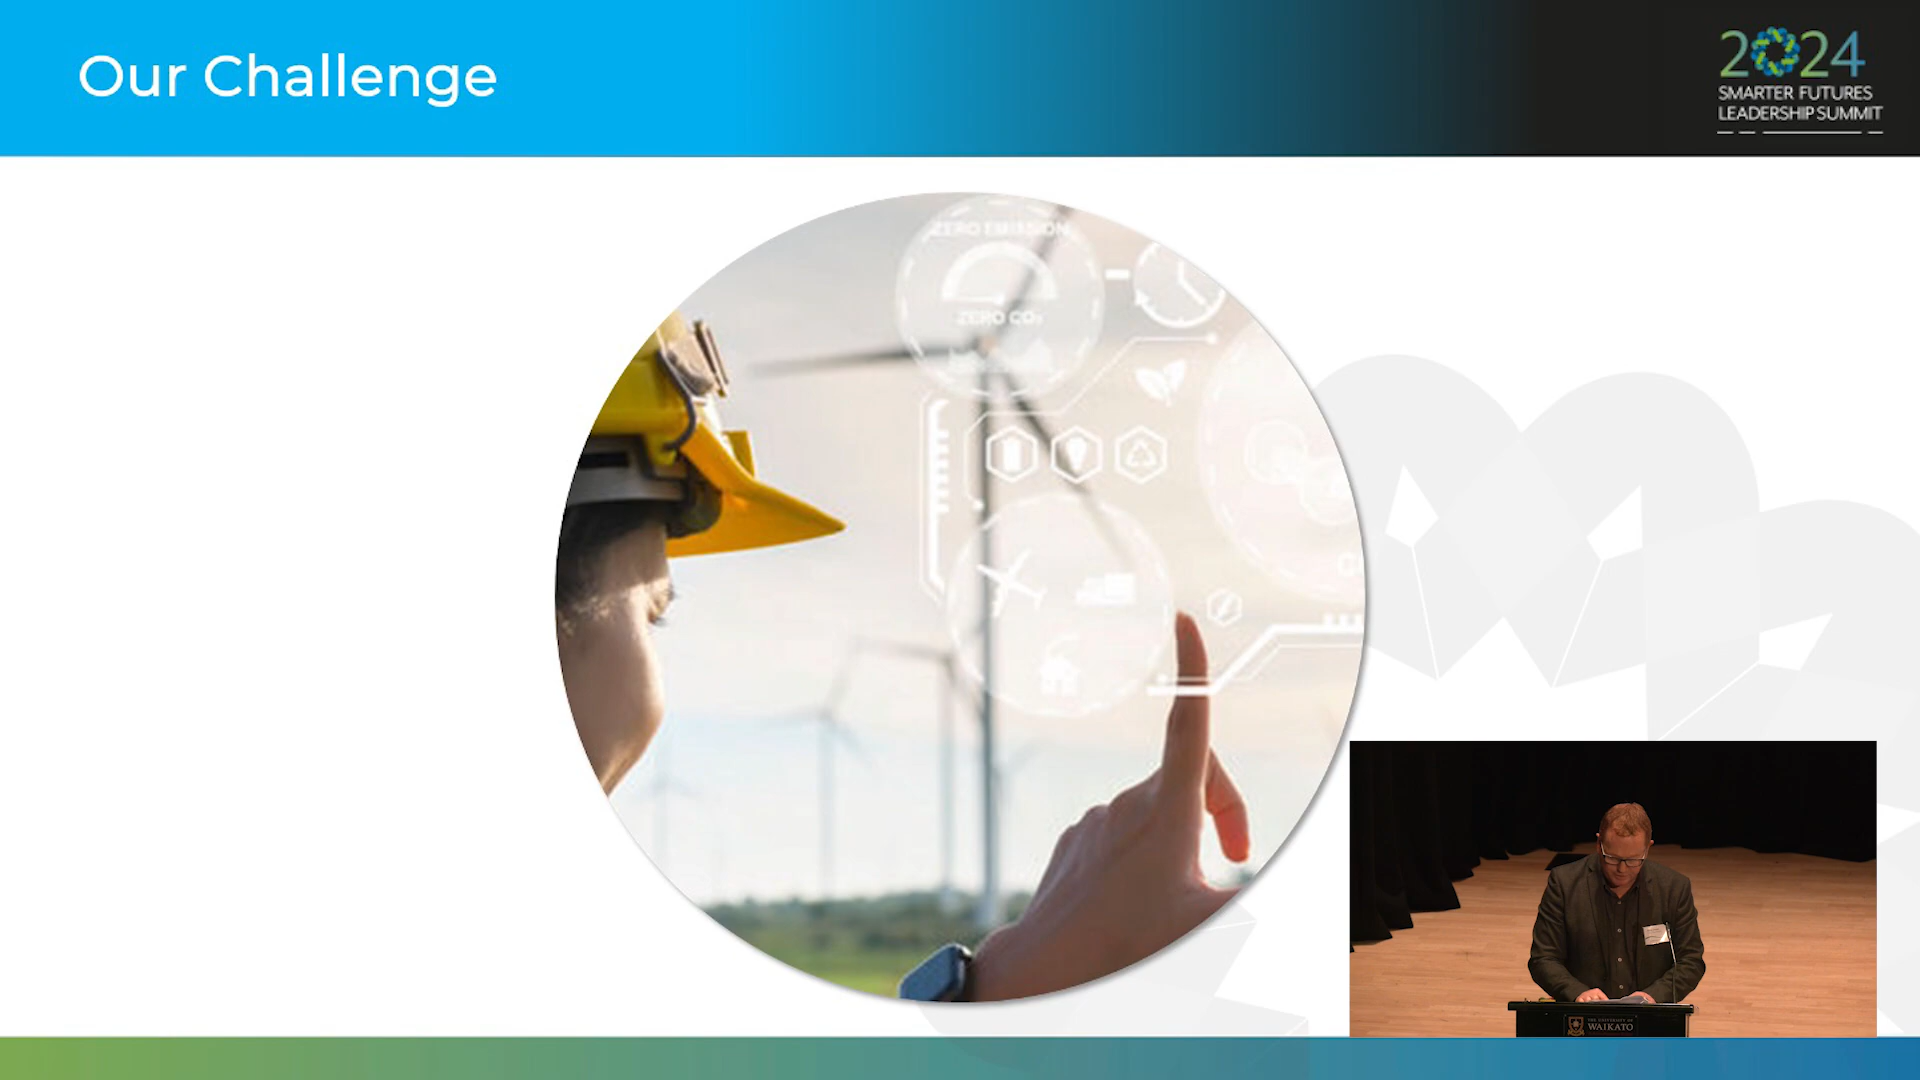 Our Challenge
2024
SMARTER FUTURES
LEADERSHIP SUMMIT
ZERO EMISSION
ZERO CO₂
THE UNIVERSITY OF
WAIKATO